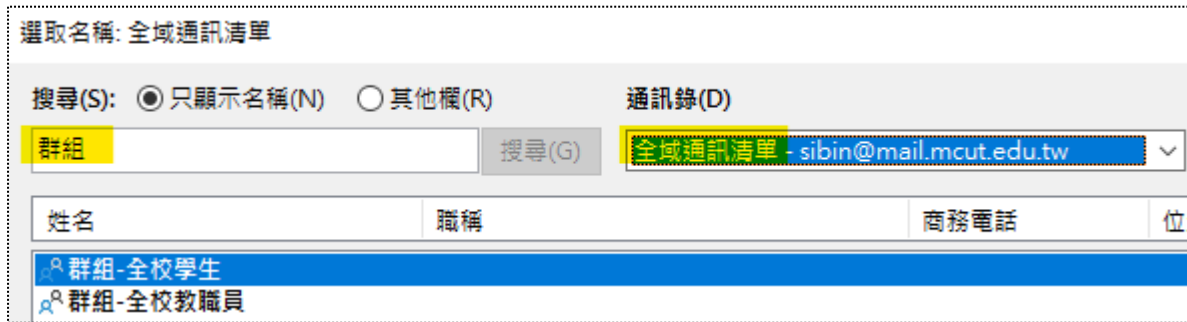 選取名稱: 全域通訊清單
搜尋(S): 只顯示名稱(N) 其他欄(R) 通訊錄(D)
群組 搜尋(G) 全域通訊清單 - sibin@mail.mcut.edu.tw
姓名 職稱 商務電話 位
群組-全校學生
群組-全校教職員